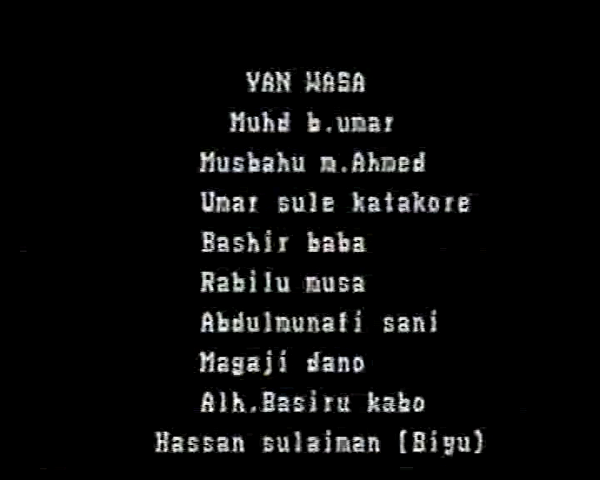 YAN WASA
Muhd b.umar
Musbahu m.Ahmed
Umar sule katakore
Bashir baba
Rabilu musa
Abdulmunafi sani
Magaji dano
Alh.Basiru kabo
Hassan sulaiman (Biyu)